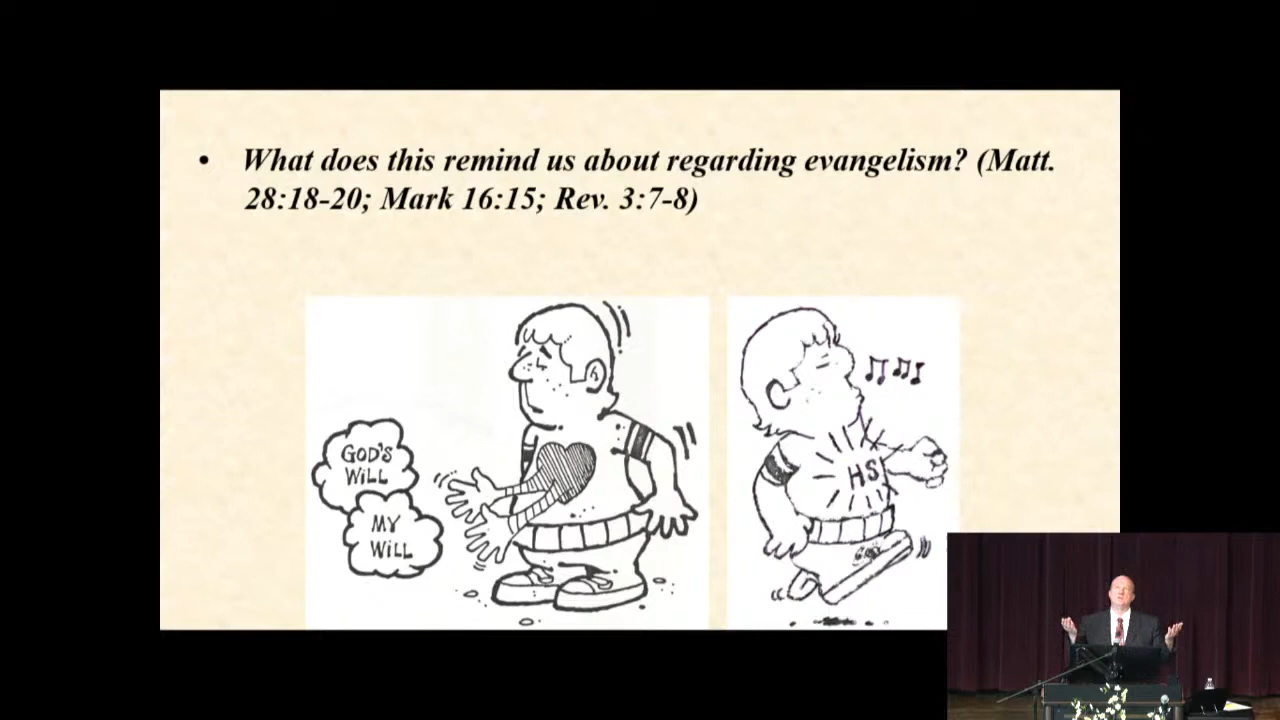 • What does this remind us about regarding evangelism? (Matt.
28:18-20; Mark 16:15; Rev. 3:7-8)
GOD'S
WILL
MY
WILL
HS